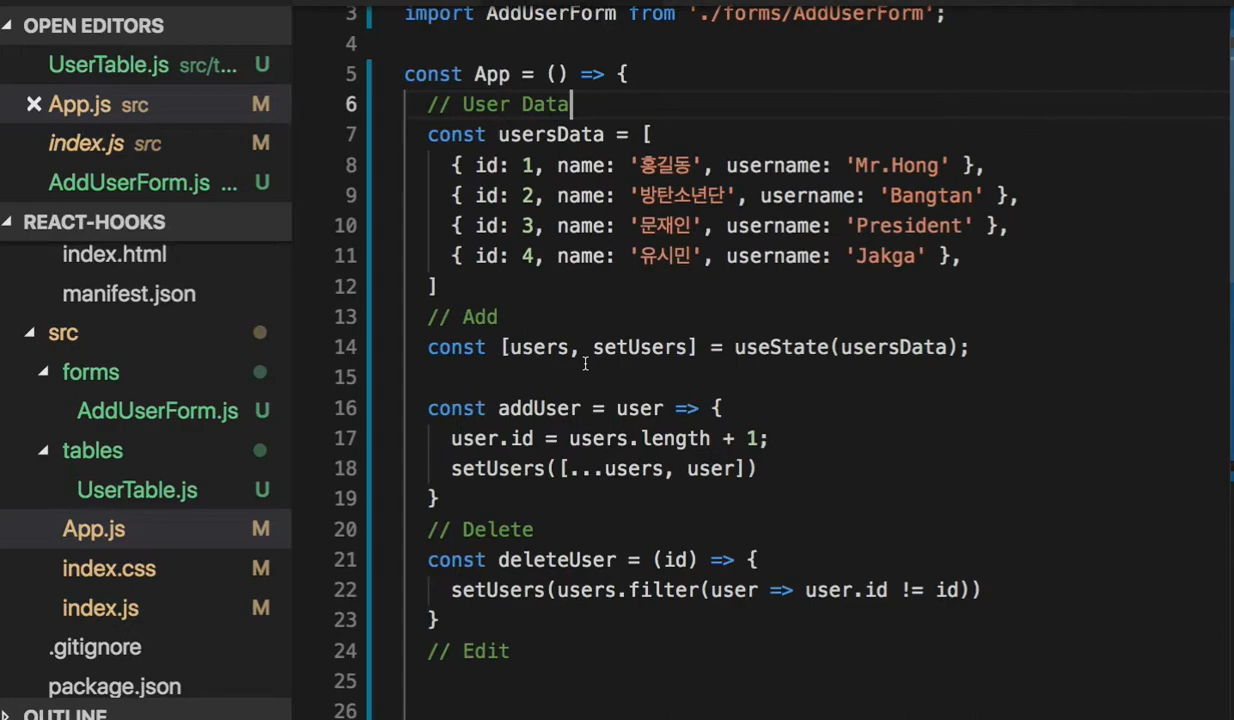 OPEN EDITORS
UserTable.js src/t... U
App.js src M
index.js src M
AddUserForm.js ... U
REACT-HOOKS
index.html
manifest.json
src
forms
AddUserForm.js U
tables
UserTable.js U
App.js M
index.css M
index.js M
.gitignore
package.json
OUTLINE
3 import AddUserForm from './forms/AddUserForm';
4
5 const App = () => {
6 // User Data
7 const usersData = [
8 { id: 1, name: '홍길동', username: 'Mr.Hong' },
9 { id: 2, name: '방탄소년단', username: 'Bangtan' },
10 { id: 3, name: '문재인', username: 'President' },
11 { id: 4, name: '유시민', username: 'Jakga' },
12 ]
13 // Add
14 const [users, setUsers] = useState(usersData);
15
16 const addUser = user => {
17 user.id = users.length + 1;
18 setUsers([...users, user])
19 }
20 // Delete
21 const deleteUser = (id) => {
22 setUsers(users.filter(user => user.id != id))
23 }
24 // Edit
25
26